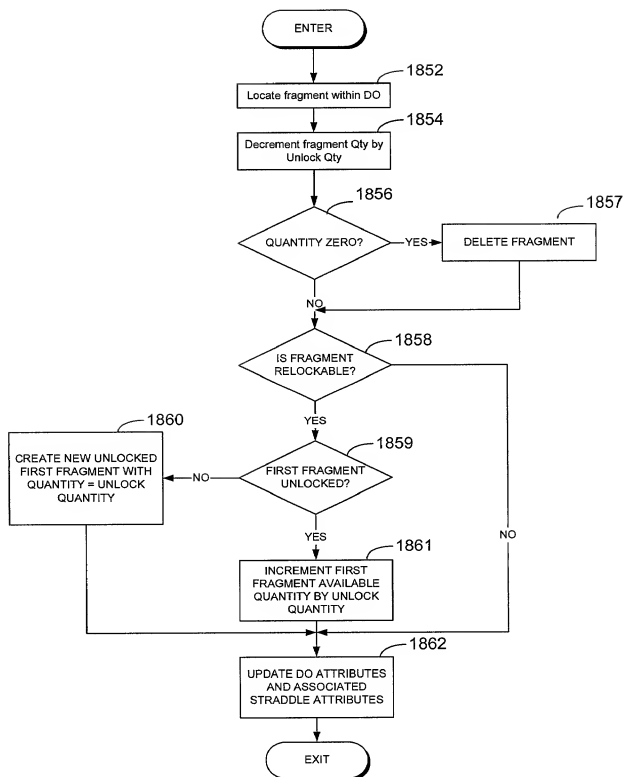 ENTER
1852
Locate fragment within DO
1854
Decrement fragment Qty by
Unlock Qty
1856
QUANTITY ZERO?
YES
1857
DELETE FRAGMENT
NO
1858
IS FRAGMENT
RELOCKABLE?
YES
1860
CREATE NEW UNLOCKED
FIRST FRAGMENT WITH
QUANTITY = UNLOCK
QUANTITY
NO
1859
FIRST FRAGMENT
UNLOCKED?
NO
YES
1861
INCREMENT FIRST
FRAGMENT AVAILABLE
QUANTITY BY UNLOCK
QUANTITY
1862
UPDATE DO ATTRIBUTES
AND ASSOCIATED
STRADDLE ATTRIBUTES
EXIT